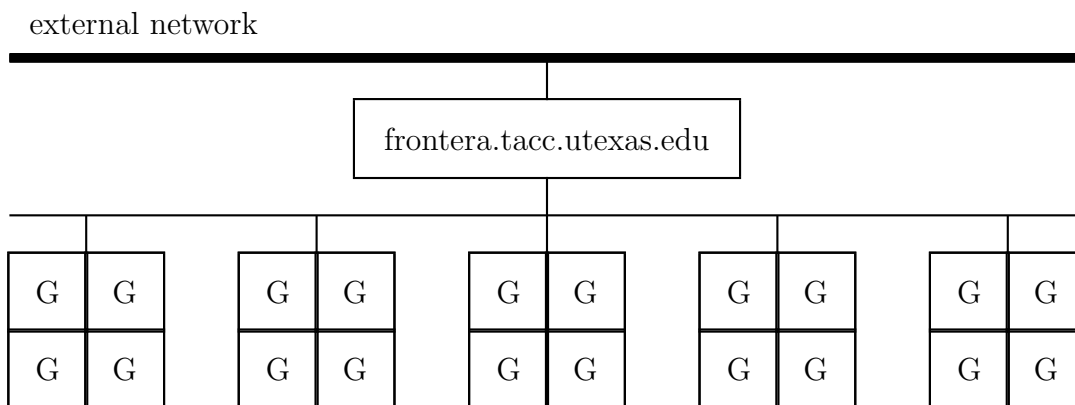 external network
frontera.tacc.utexas.edu
G G G G G G G G G G
G G G G G G G G G G